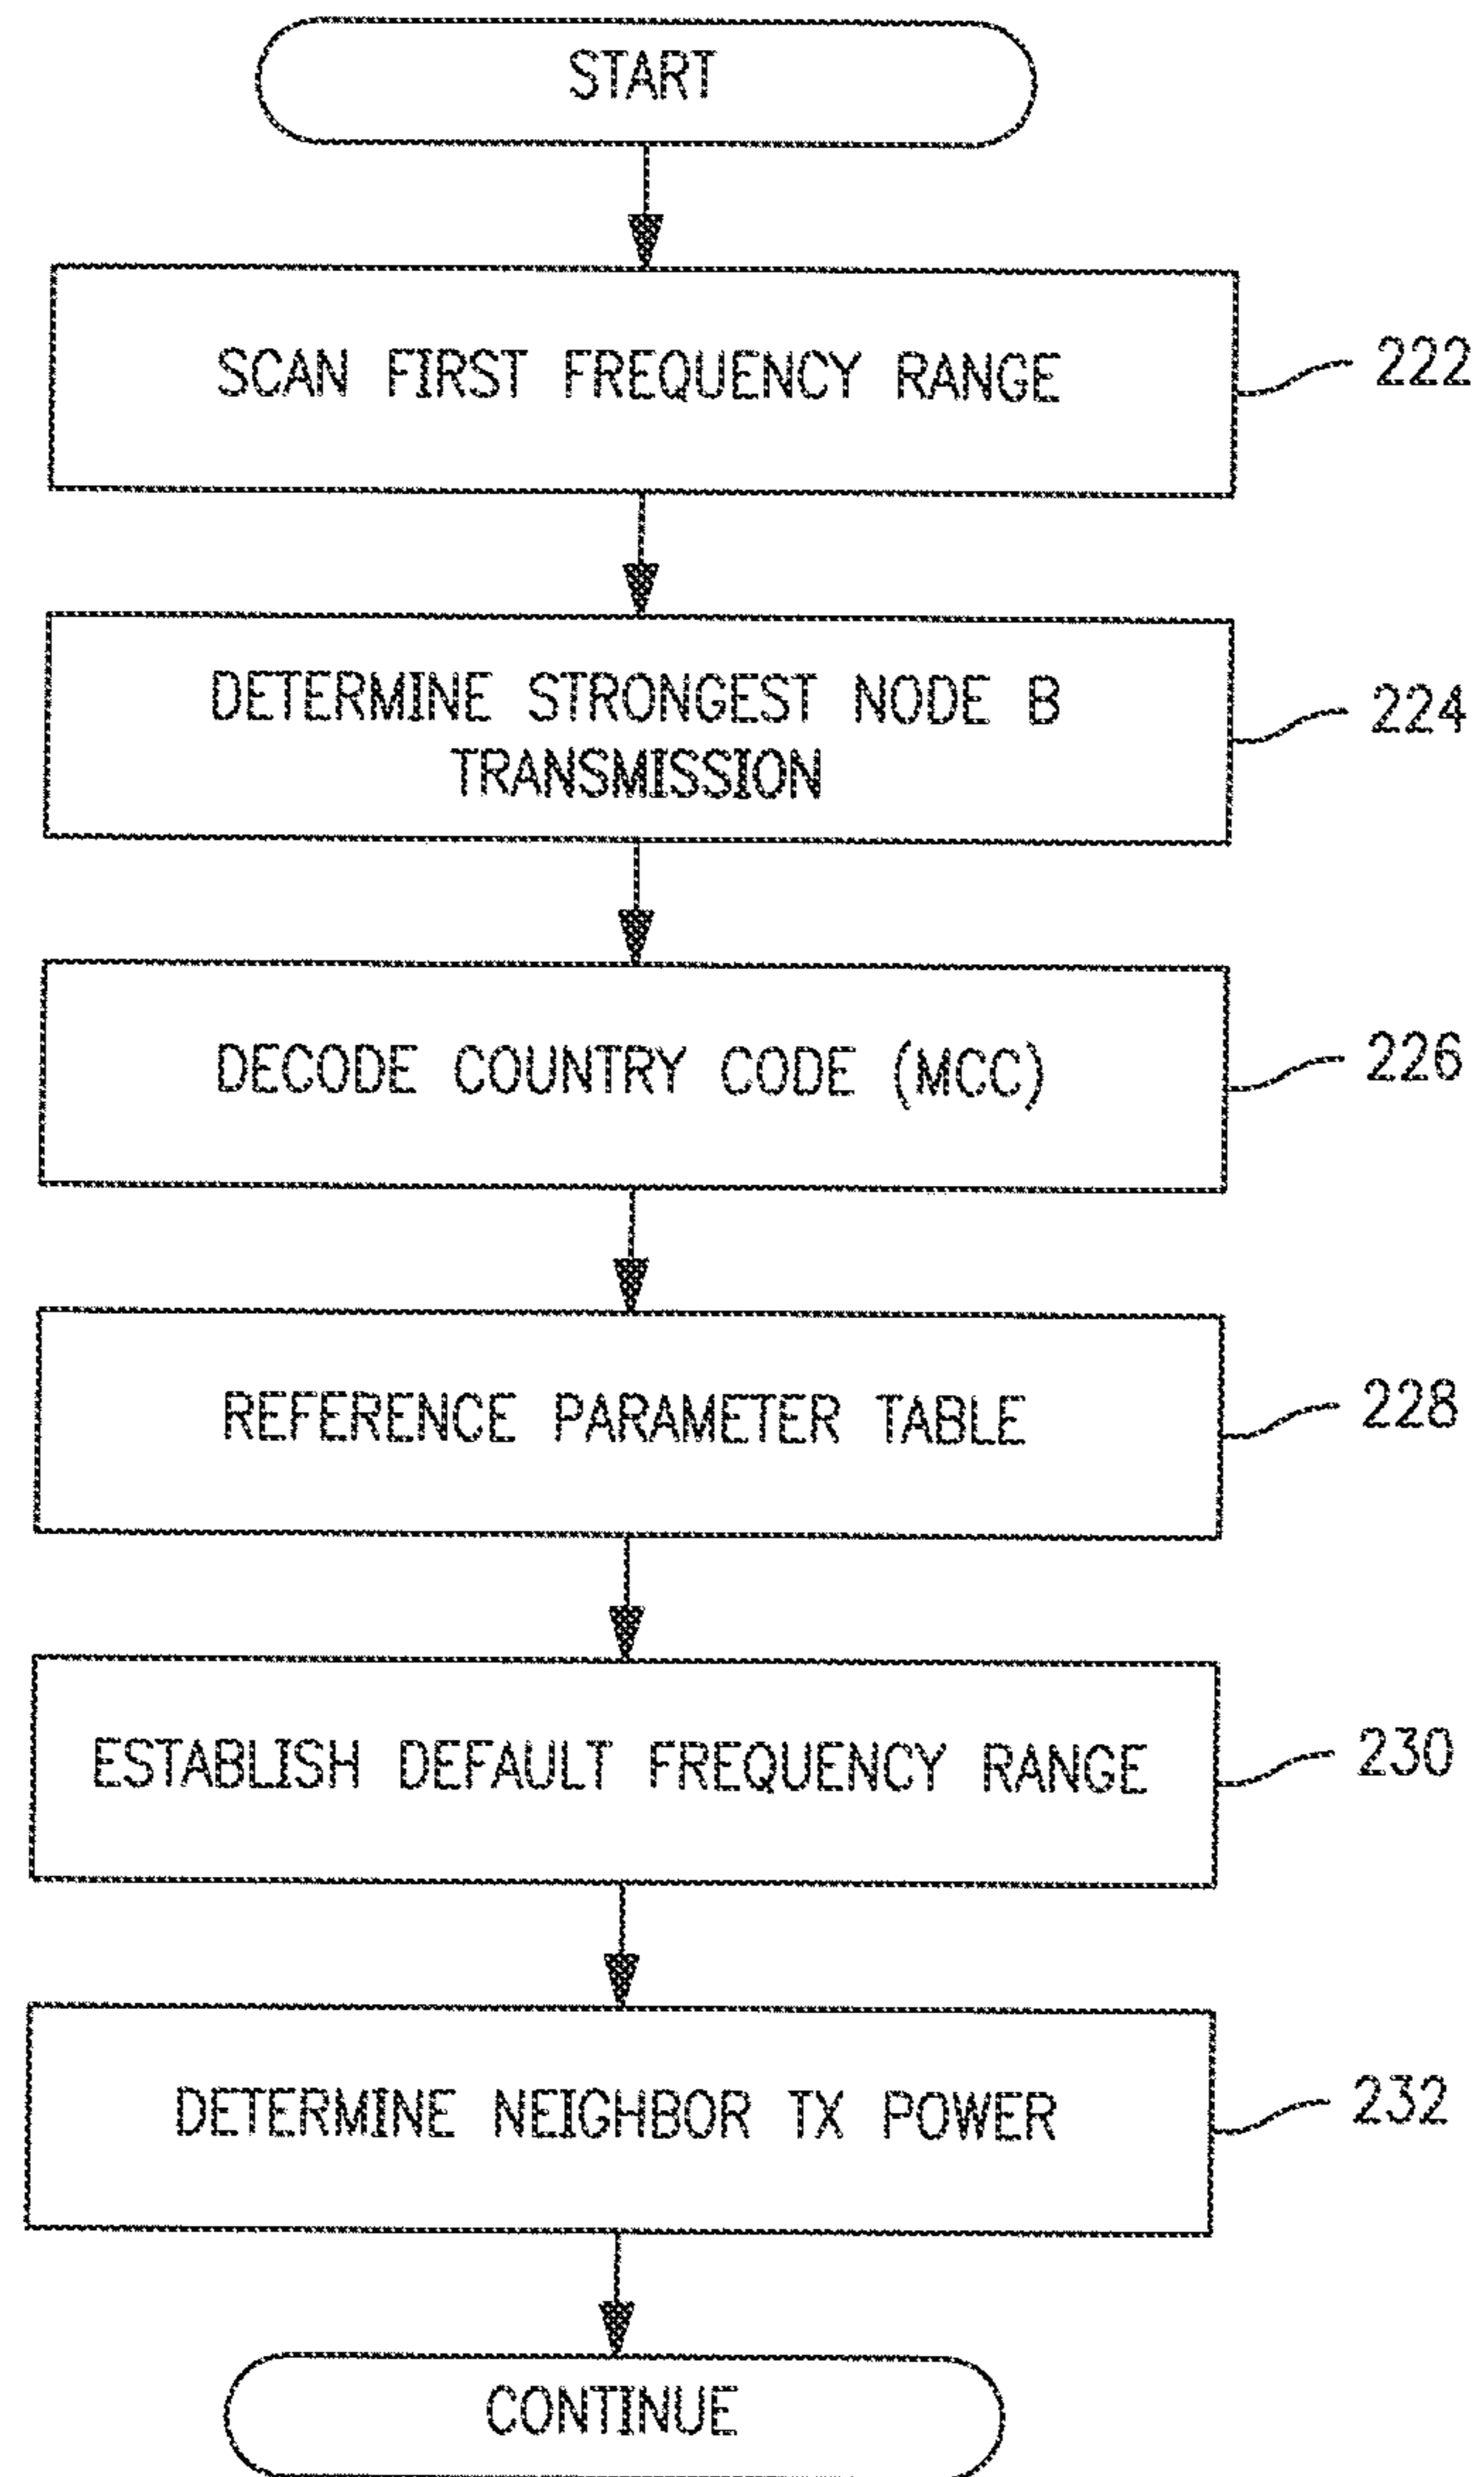 START
SCAN FIRST FREQUENCY RANGE
222
DETERMINE STRONGEST NODE B
TRANSMISSION
224
DECODE COUNTRY CODE (MCC)
226
REFERENCE PARAMETER TABLE
228
ESTABLISH DEFAULT FREQUENCY RANGE
230
DETERMINE NEIGHBOR TX POWER
232
CONTINUE